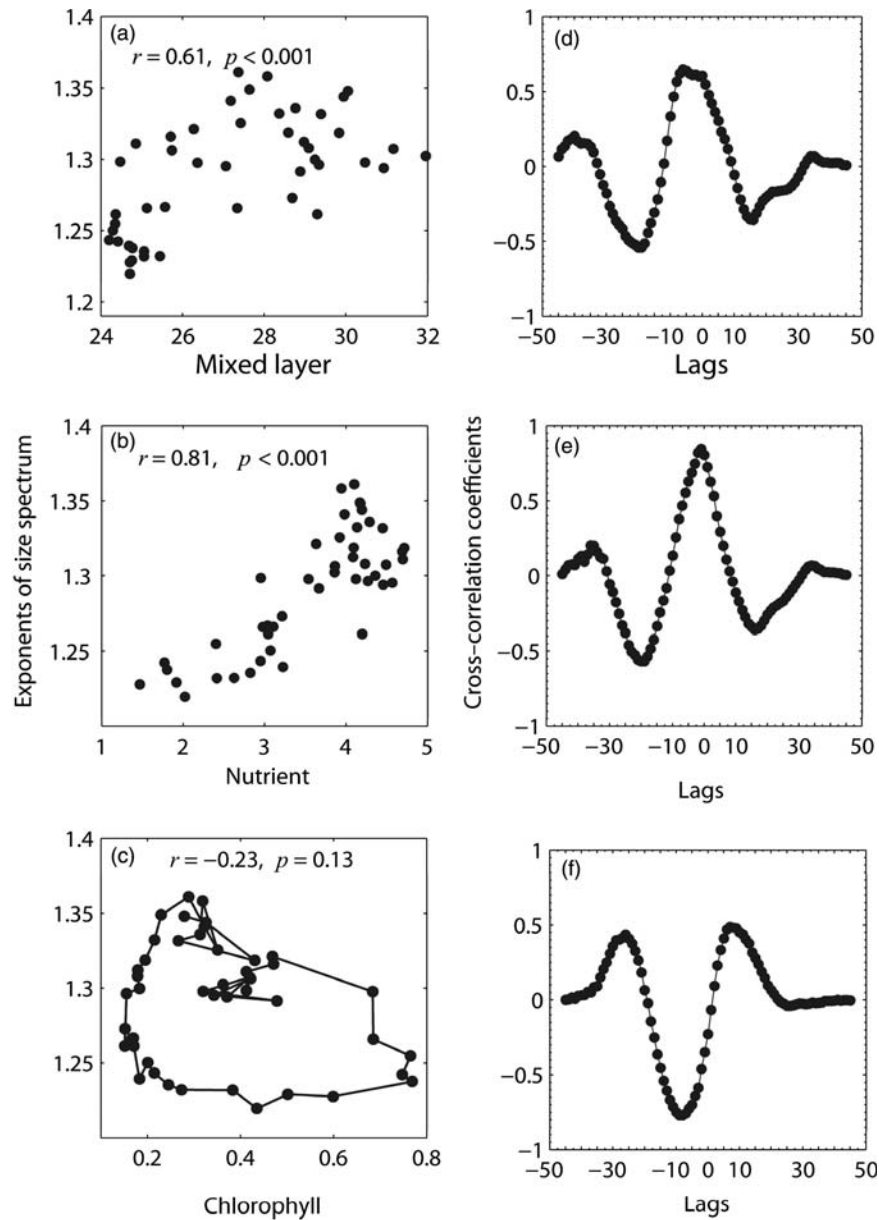 (a)
r = 0.61, p < 0.001
1.4
1.35
1.3
1.25
1.2
24 26 28 30 32
Mixed layer
(d)
1
0.5
0
−0.5
−1
−50 −30 −10 0 10 30 50
Lags
Exponents of size spectrum
(b)
r = 0.81, p < 0.001
1.4
1.35
1.3
1.25
1 2 3 4 5
Nutrient
Cross–correlation coefficients
(e)
1
0.5
0
−0.5
−1
−50 −30 −10 0 10 30 50
Lags
(c)
r = −0.23, p = 0.13
1.4
1.35
1.3
1.25
0.2 0.4 0.6 0.8
Chlorophyll
(f)
1
0.5
0
−0.5
−1
−50 −30 −10 0 10 30 50
Lags